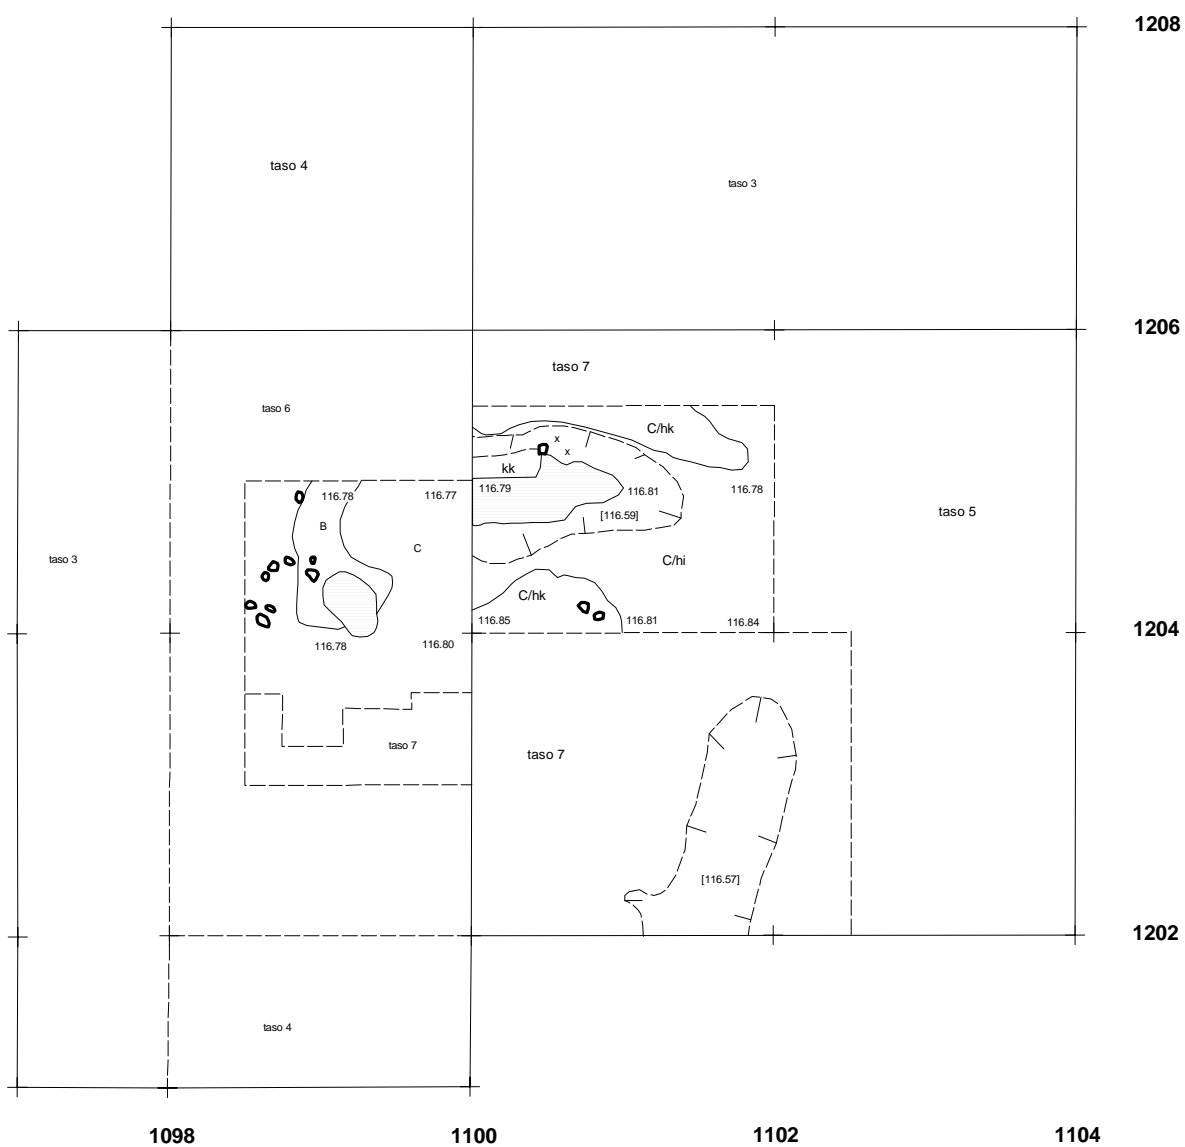 1208
taso 4
taso 3
1206
taso 7
taso 6
C/hk
x
x
kk
116.78
116.77
116.79
116.81
116.78
[116.59]
taso 5
B
C
taso 3
C/hi
C/hk
116.85
116.81
116.84
1204
116.78
116.80
taso 7
taso 7
[116.57]
1202
taso 4
1098
1100
1102
1104